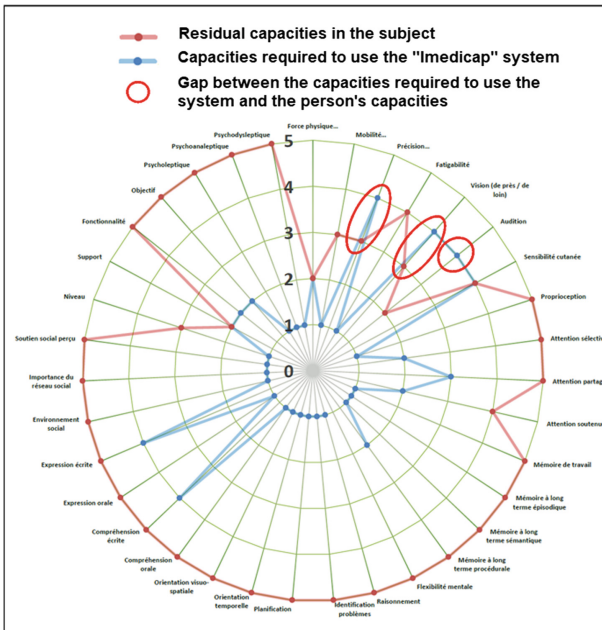 Residual capacities in the subject
Capacities required to use the "Imedicap" system
Gap between the capacities required to use the
system and the person's capacities
Force physique...
Mobilité...
Précision...
Fatigabilité
Vision (de près / de
loin)
Audition
Sensibilité cutanée
Proprioception
Attention sélecti
Attention partag
Attention soutenu
Mémoire de travail
Mémoire à long
terme épisodique
Mémoire à long
terme sémantique
Mémoire à long
terme procédurale
Flexibilité mentale
Raisonnement
Identification
problèmes
Planification
Orientation
temporelle
Orientation visuo-
spatiale
Compréhension
orale
Compréhension
écrite
Expression orale
Expression écrite
Environnement
social
Importance du
réseau social
Soutien social perçu
Niveau
Support
Fonctionnalité
Objectif
Psycholeptique
Psychoanaleptique
Psychodysleptique
5
4
3
2
1
0